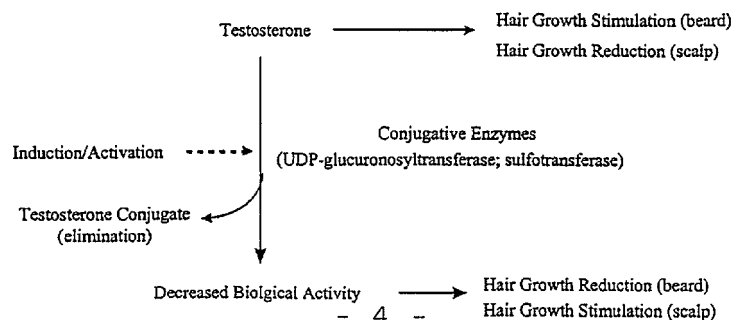 Testosterone
Hair Growth Stimulation (beard)
Hair Growth Reduction (scalp)
Induction/Activation
Conjugative Enzymes
(UDP-glucuronosyltransferase; sulfotransferase)
Testosterone Conjugate
(elimination)
Decreased Biolgical Activity
Hair Growth Reduction (beard)
Hair Growth Stimulation (scalp)
- 4 -